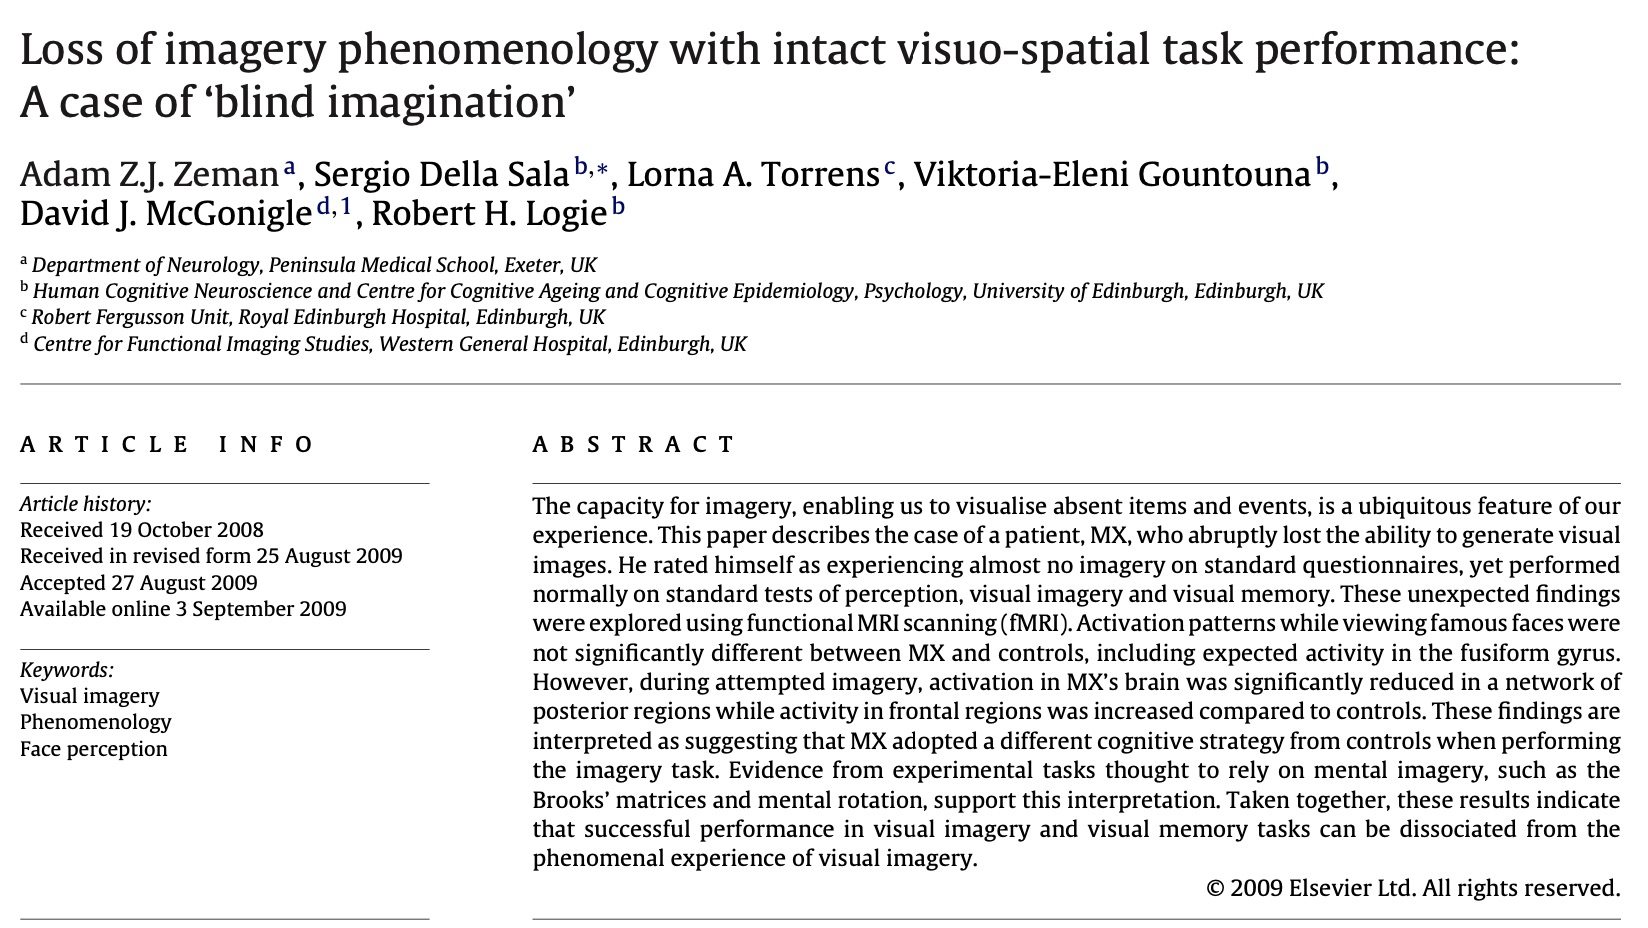 Loss of imagery phenomenology with intact visuo-spatial task performance:
A case of ‘blind imagination’
Adam Z.J. Zeman a, Sergio Della Sala b,*, Lorna A. Torrens c, Viktoria-Eleni Gountouna b,
David J. McGonigle d,1, Robert H. Logie b
a Department of Neurology, Peninsula Medical School, Exeter, UK
b Human Cognitive Neuroscience and Centre for Cognitive Ageing and Cognitive Epidemiology, Psychology, University of Edinburgh, Edinburgh, UK
c Robert Fergusson Unit, Royal Edinburgh Hospital, Edinburgh, UK
d Centre for Functional Imaging Studies, Western General Hospital, Edinburgh, UK
ARTICLE INFO
Article history:
Received 19 October 2008
Received in revised form 25 August 2009
Accepted 27 August 2009
Available online 3 September 2009
Keywords:
Visual imagery
Phenomenology
Face perception
ABSTRACT
The capacity for imagery, enabling us to visualise absent items and events, is a ubiquitous feature of our
experience. This paper describes the case of a patient, MX, who abruptly lost the ability to generate visual
images. He rated himself as experiencing almost no imagery on standard questionnaires, yet performed
normally on standard tests of perception, visual imagery and visual memory. These unexpected findings
were explored using functional MRI scanning (fMRI). Activation patterns while viewing famous faces were
not significantly different between MX and controls, including expected activity in the fusiform gyrus.
However, during attempted imagery, activation in MX’s brain was significantly reduced in a network of
posterior regions while activity in frontal regions was increased compared to controls. These findings are
interpreted as suggesting that MX adopted a different cognitive strategy from controls when performing
the imagery task. Evidence from experimental tasks thought to rely on mental imagery, such as the
Brooks’ matrices and mental rotation, support this interpretation. Taken together, these results indicate
that successful performance in visual imagery and visual memory tasks can be dissociated from the
phenomenal experience of visual imagery.
© 2009 Elsevier Ltd. All rights reserved.